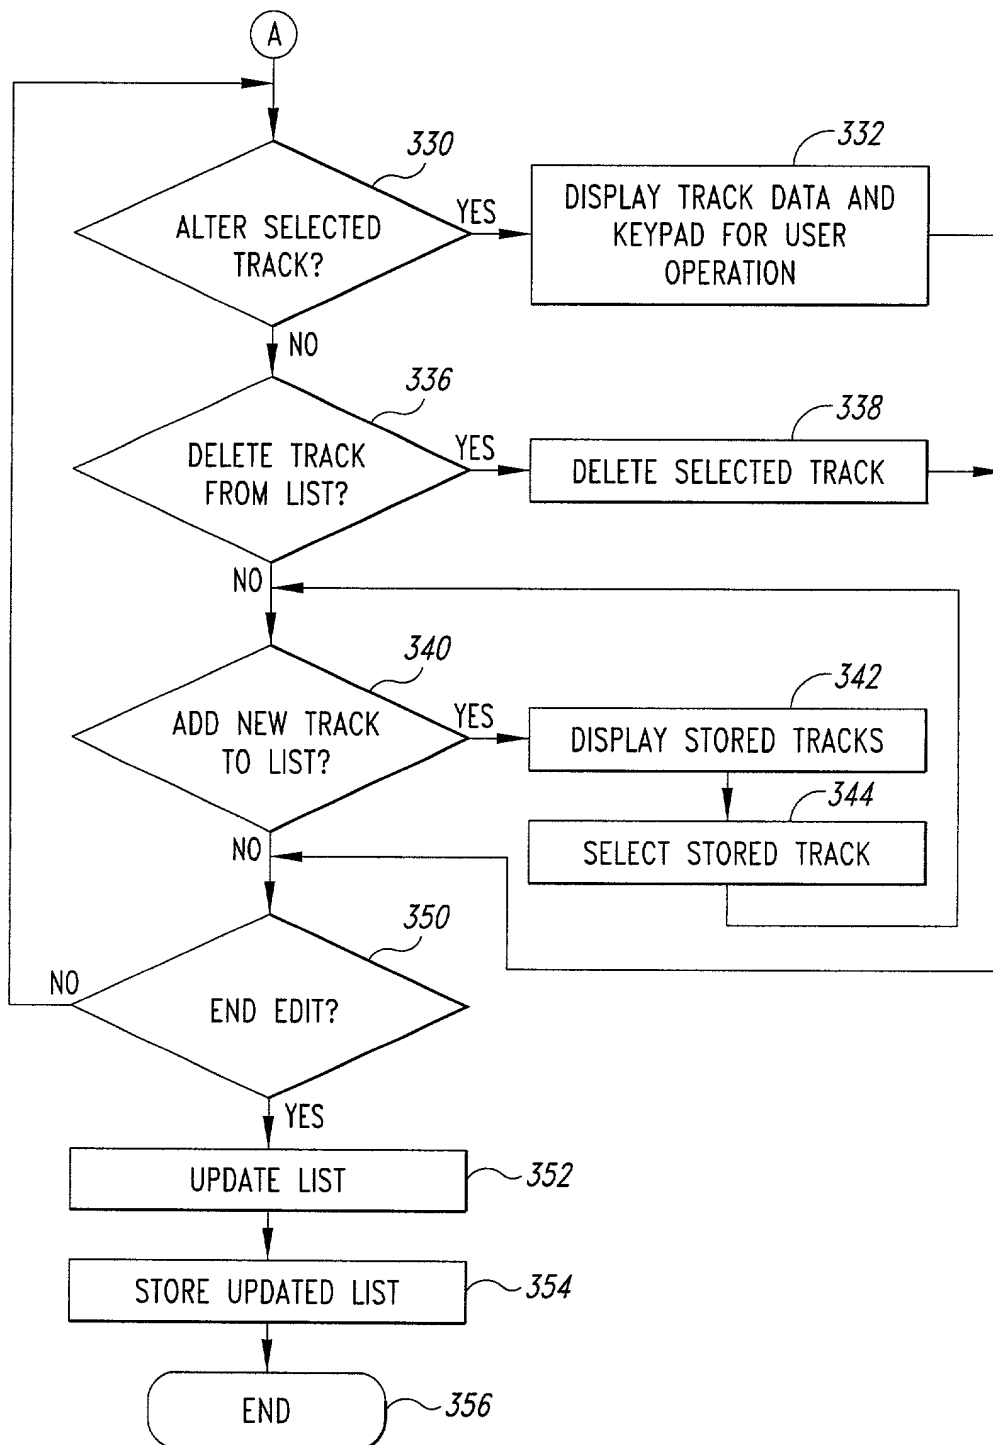 A
330
332
ALTER SELECTED
TRACK?
YES
DISPLAY TRACK DATA AND
KEYPAD FOR USER
OPERATION
NO
336
338
DELETE TRACK
FROM LIST?
YES
DELETE SELECTED TRACK
NO
340
342
ADD NEW TRACK
TO LIST?
YES
DISPLAY STORED TRACKS
344
SELECT STORED TRACK
NO
350
NO
END EDIT?
YES
UPDATE LIST
352
STORE UPDATED LIST
354
END
356